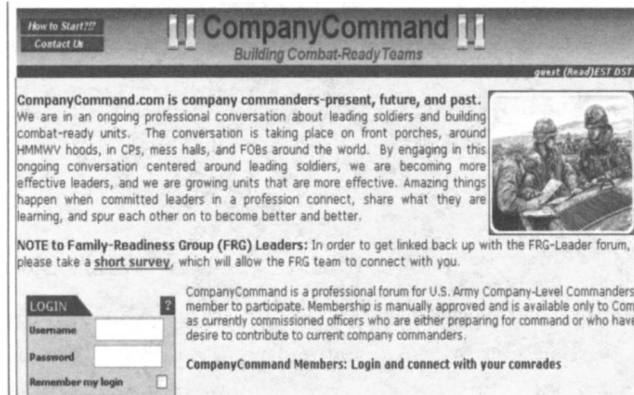 How to Start?!?
Contact Us
CompanyCommand
Building Combat-Ready Teams
guest (Read)EST DST
CompanyCommand.com is company commanders-present, future, and past.
We are in an ongoing professional conversation about leading soldiers and building
combat-ready units. The conversation is taking place on front porches, around
HMMWV hoods, in CPs, mess halls, and FOBs around the world. By engaging in this
ongoing conversation centered around leading soldiers, we are becoming more
effective leaders, and we are growing units that are more effective. Amazing things
happen when committed leaders in a profession connect, share what they are
learning, and spur each other on to become better and better.
NOTE to Family-Readiness Group (FRG) Leaders: In order to get linked back up with the FRG-Leader forum,
please take a short survey, which will allow the FRG team to connect with you.
CompanyCommand is a professional forum for U.S. Army Company-Level Commanders
member to participate. Membership is manually approved and is available only to Com
as currently commissioned officers who are either preparing for command or who have
desire to contribute to current company commanders.
CompanyCommand Members: Login and connect with your comrades
LOGIN ?
Username
Password
Remember my login